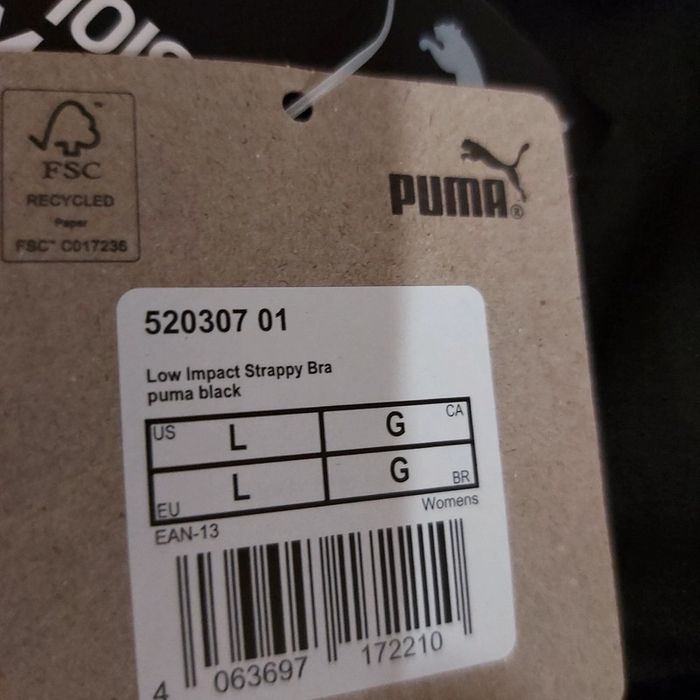 FSC
RECYCLED
Paper
FSC™ C017236
PUMA®
520307 01
Low Impact Strappy Bra
puma black
US L G CA
EU L G BR
Womens
EAN-13
4 063697 172210